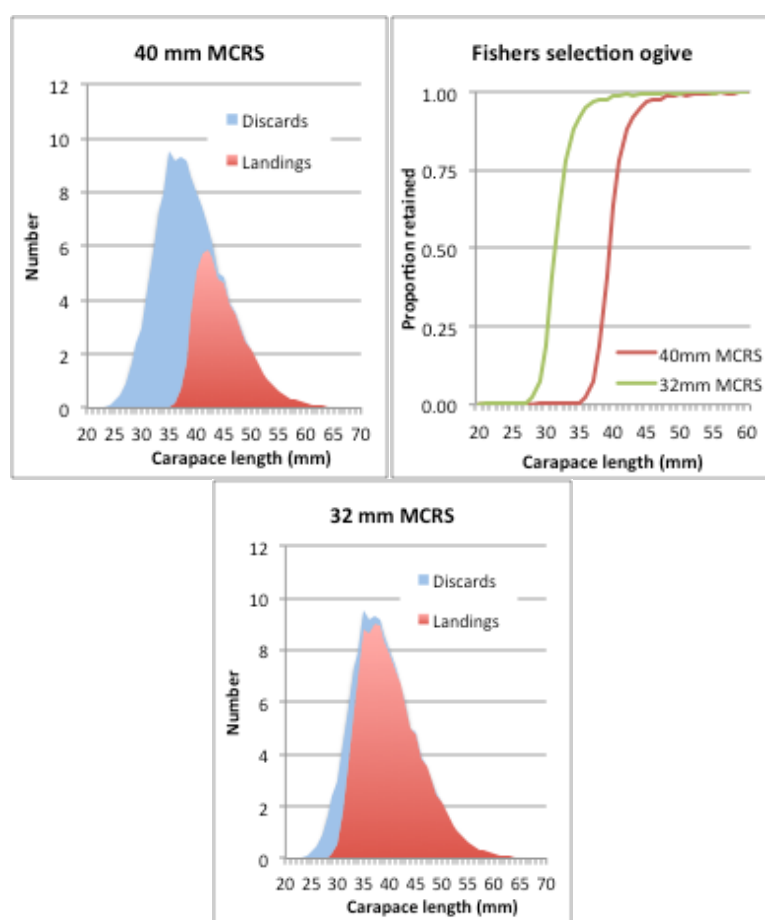 40 mm MCRS
12
10
8
6
4
2
0
Number
Discards
Landings
20 25 30 35 40 45 50 55 60 65 70
Carapace length (mm)
Fishers selection ogive
1.00
0.75
0.50
0.25
0.00
Proportion retained
40mm MCRS
32mm MCRS
20 25 30 35 40 45 50 55 60
Carapace length (mm)
32 mm MCRS
12
10
8
6
4
2
0
Number
Discards
Landings
20 25 30 35 40 45 50 55 60 65 70
Carapace length (mm)